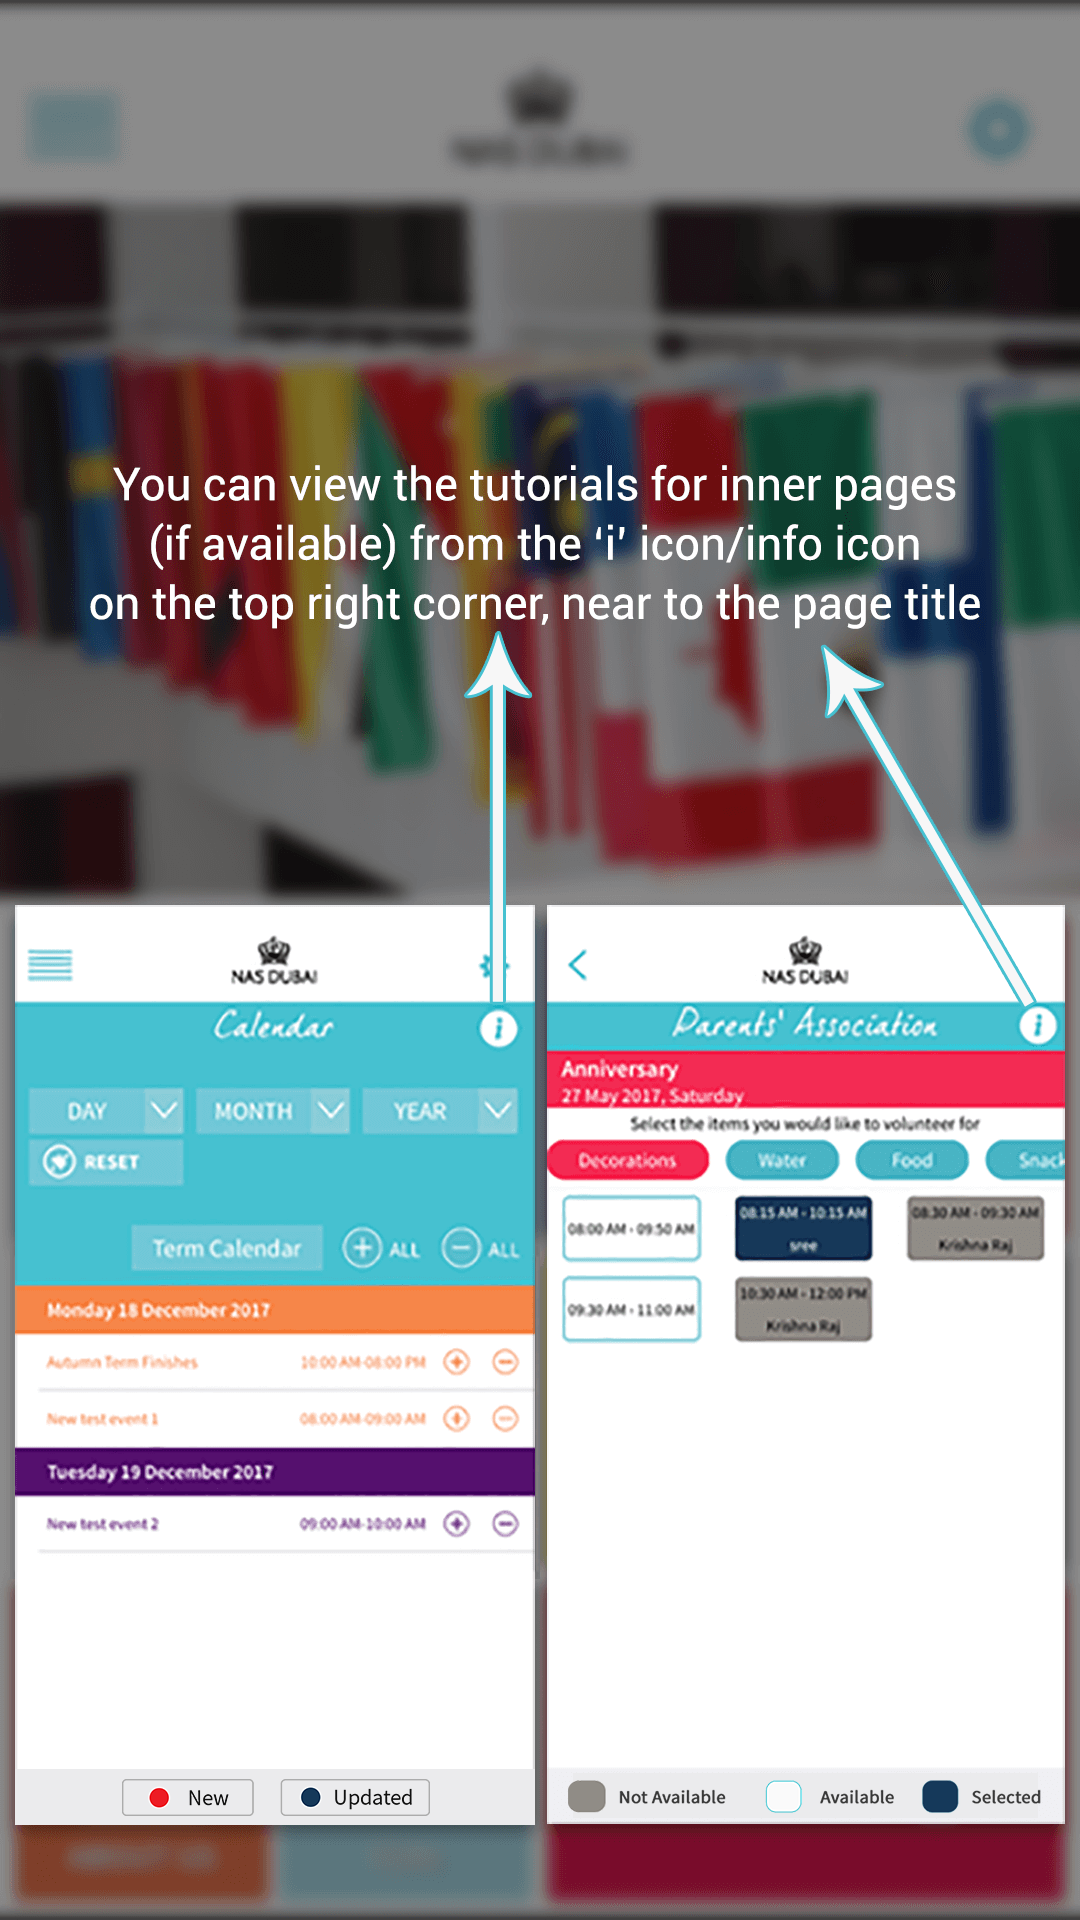 NAS DUBAI
You can view the tutorials for inner pages
(if available) from the ‘i’ icon/info icon
on the top right corner, near to the page title
NAS DUBAI
Calendar
i
DAY
MONTH
YEAR
RESET
Term Calendar
+ ALL
− ALL
Monday 18 December 2017
Autumn Term Finishes 10:00 AM-08:00 PM
New test event 1 08:00 AM-09:00 AM
Tuesday 19 December 2017
New test event 2 09:00 AM-10:00 AM
New
Updated
NAS DUBAI
Parents' Association
i
Anniversary
27 May 2017, Saturday
Select the items you would like to volunteer for
Decorations
Water
Food
Snack
08:00 AM - 09:50 AM
08:15 AM - 10:15 AM
sree
08:30 AM - 09:30 AM
Krishna Raj
09:30 AM - 11:00 AM
10:30 AM - 12:00 PM
Krishna Raj
Not Available
Available
Selected
ABOUT US